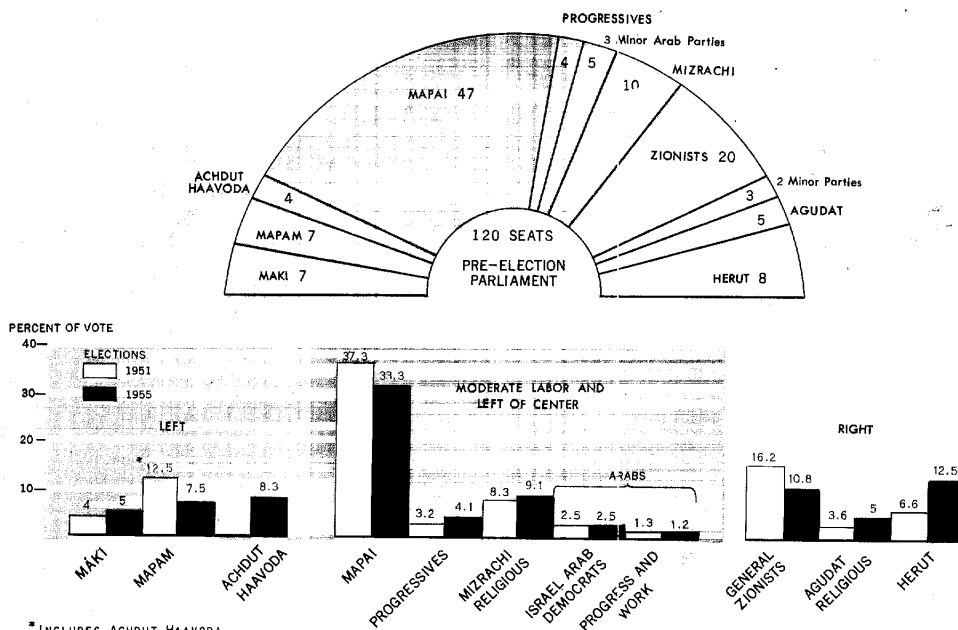 PROGRESSIVES
3 Minor Arab Parties
MIZRACHI
4
5
10
MAPAI 47
ZIONISTS 20
ACHDUT
HAAVODA
4
2 Minor Parties
3
AGUDAT
5
MAPAM 7
MAKI 7
HERUT 8
120 SEATS
PRE-ELECTION
PARLIAMENT
PERCENT OF VOTE
40
30
20
10
ELECTIONS
1951
1955
LEFT
4
5
*
12.5
7.5
8.3
MAKI
MAPAM
ACHDUT
HAAVODA
MODERATE LABOR AND
LEFT OF CENTER
37.3
33.3
3.2
4.1
8.3
9.1
ARABS
2.5
2.5
1.3
1.2
MAPAI
PROGRESSIVES
MIZRACHI
RELIGIOUS
ISRAEL ARAB
DEMOCRATS
PROGRESS AND
WORK
RIGHT
16.2
10.8
3.6
5
6.6
12.5
GENERAL
ZIONISTS
AGUDAT
RELIGIOUS
HERUT
* INCLUDES ACHDUT HAAVODA